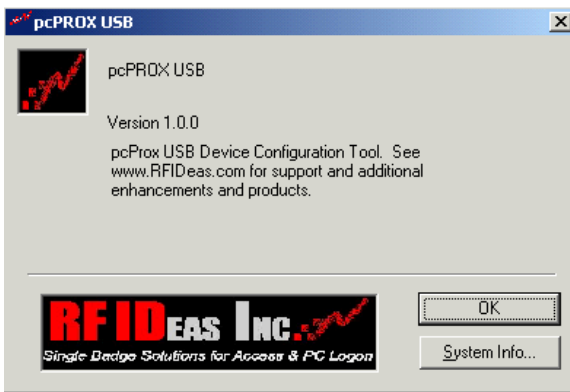 pcPROX USB
pcPROX USB
Version 1.0.0
pcProx USB Device Configuration Tool. See
www.RFIDeas.com for support and additional
enhancements and products.
RF IDEAS INC.
Single Badge Solutions for Access & PC Logon
OK
System Info...